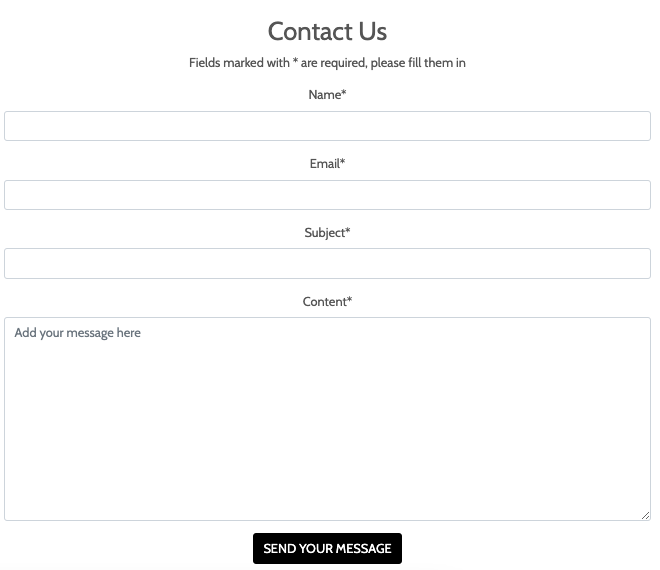 Contact Us
Fields marked with * are required, please fill them in
Name*
Email*
Subject*
Content*
Add your message here
SEND YOUR MESSAGE